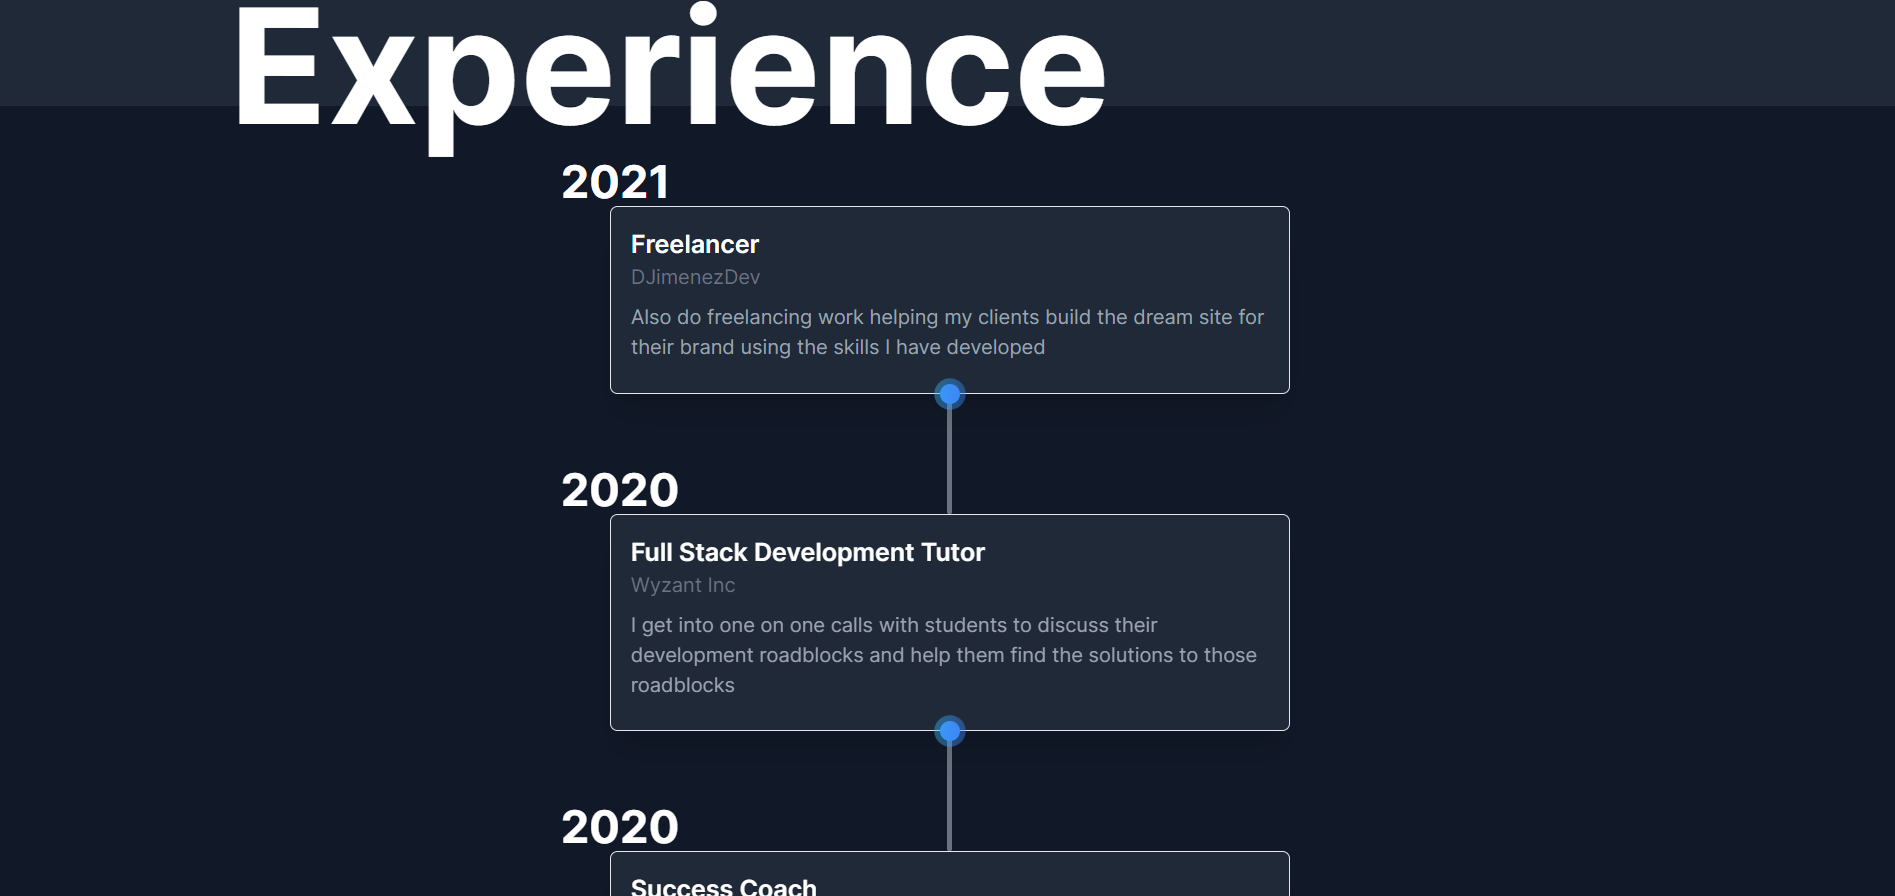 Experience
2021
Freelancer
DJimenezDev
Also do freelancing work helping my clients build the dream site for
their brand using the skills I have developed
2020
Full Stack Development Tutor
Wyzant Inc
I get into one on one calls with students to discuss their
development roadblocks and help them find the solutions to those
roadblocks
2020
Success Coach